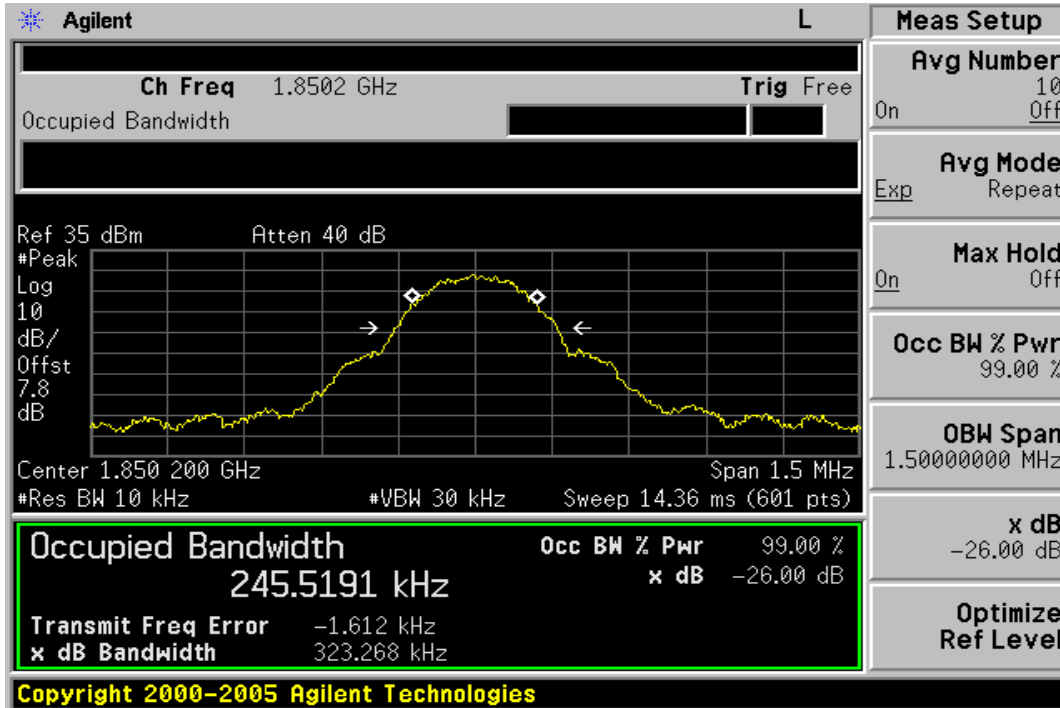 Agilent L
Ch Freq 1.8502 GHz Trig Free
Occupied Bandwidth
Ref 35 dBm Atten 40 dB
#Peak
Log
10
dB/
Offst
7.8
dB
Center 1.850 200 GHz Span 1.5 MHz
#Res BW 10 kHz #VBW 30 kHz Sweep 14.36 ms (601 pts)
Occupied Bandwidth
245.5191 kHz
Occ BW % Pwr 99.00 %
x dB -26.00 dB
Transmit Freq Error -1.612 kHz
x dB Bandwidth 323.268 kHz
Copyright 2000-2005 Agilent Technologies
Meas Setup
Avg Number
10
On Off
Avg Mode
Exp Repeat
Max Hold
On Off
Occ BW % Pwr
99.00 %
OBW Span
1.50000000 MHz
x dB
-26.00 dB
Optimize
Ref Level